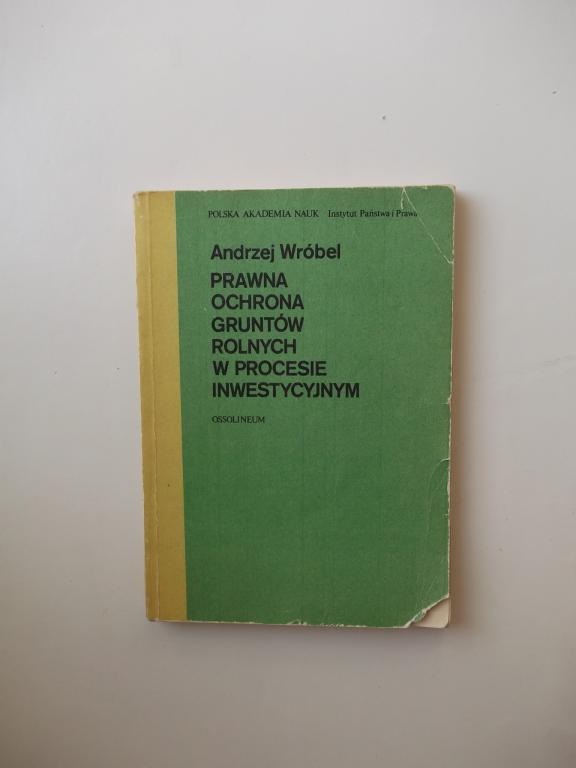 POLSKA AKADEMIA NAUK Instytut Państwa i Prawa
Andrzej Wróbel
PRAWNA
OCHRONA
GRUNTÓW
ROLNYCH
W PROCESIE
INWESTYCYJNYM
OSSOLINEUM